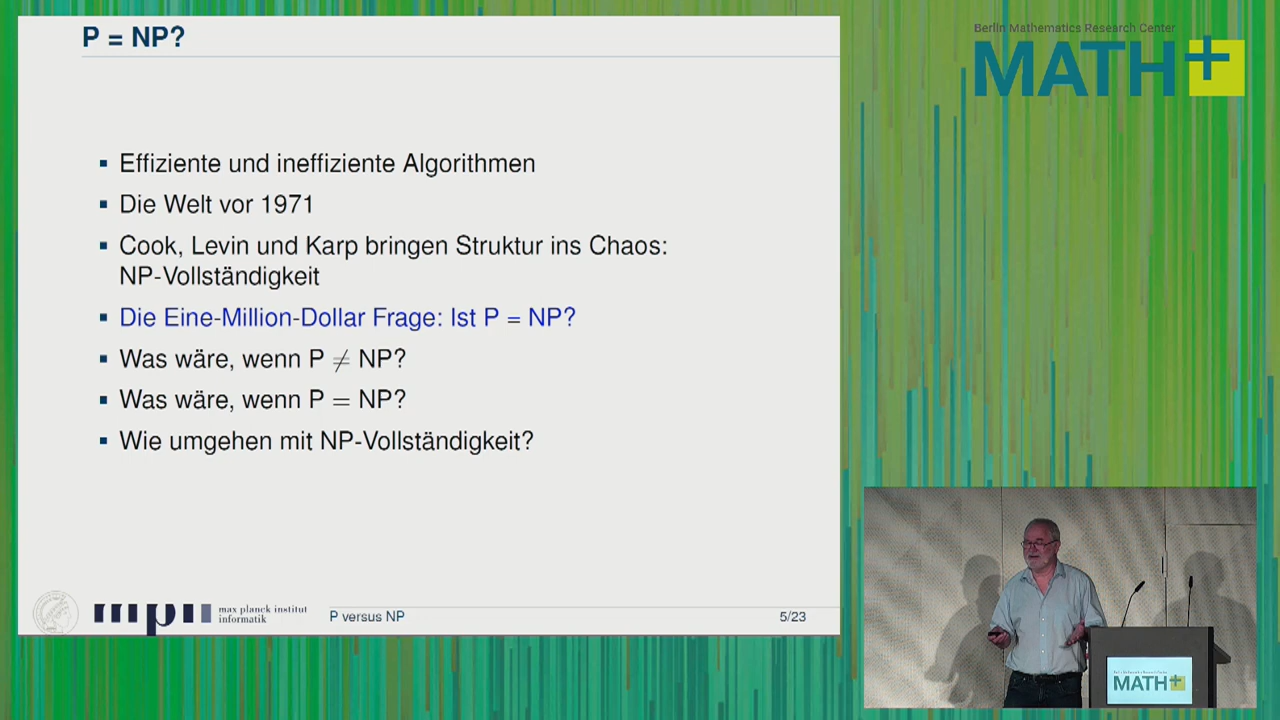 P = NP?
Berlin Mathematics Research Center
MATH+
Effiziente und ineffiziente Algorithmen
Die Welt vor 1971
Cook, Levin und Karp bringen Struktur ins Chaos:
NP-Vollständigkeit
Die Eine-Million-Dollar Frage: Ist P = NP?
Was wäre, wenn P ≠ NP?
Was wäre, wenn P = NP?
Wie umgehen mit NP-Vollständigkeit?
mpi
max planck institut
informatik
P versus NP
5/23
MATH+